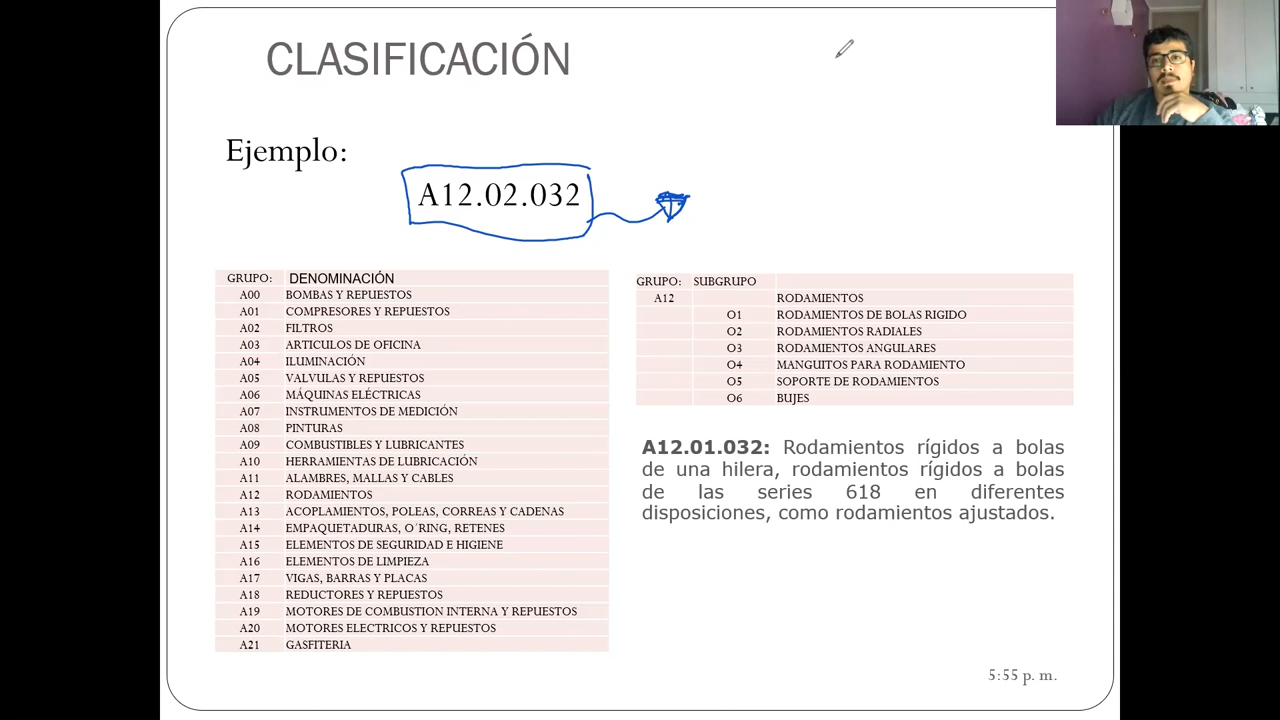 CLASIFICACIÓN
Ejemplo:
A12.02.032
GRUPO: DENOMINACIÓN
A00 BOMBAS Y REPUESTOS
A01 COMPRESORES Y REPUESTOS
A02 FILTROS
A03 ARTICULOS DE OFICINA
A04 ILUMINACIÓN
A05 VALVULAS Y REPUESTOS
A06 MÁQUINAS ELÉCTRICAS
A07 INSTRUMENTOS DE MEDICIÓN
A08 PINTURAS
A09 COMBUSTIBLES Y LUBRICANTES
A10 HERRAMIENTAS DE LUBRICACIÓN
A11 ALAMBRES, MALLAS Y CABLES
A12 RODAMIENTOS
A13 ACOPLAMIENTOS, POLEAS, CORREAS Y CADENAS
A14 EMPAQUETADURAS, O´RING, RETENES
A15 ELEMENTOS DE SEGURIDAD E HIGIENE
A16 ELEMENTOS DE LIMPIEZA
A17 VIGAS, BARRAS Y PLACAS
A18 REDUCTORES Y REPUESTOS
A19 MOTORES DE COMBUSTION INTERNA Y REPUESTOS
A20 MOTORES ELECTRICOS Y REPUESTOS
A21 GASFITERIA
GRUPO: SUBGRUPO
A12 RODAMIENTOS
O1 RODAMIENTOS DE BOLAS RIGIDO
O2 RODAMIENTOS RADIALES
O3 RODAMIENTOS ANGULARES
O4 MANGUITOS PARA RODAMIENTO
O5 SOPORTE DE RODAMIENTOS
O6 BUJES
A12.01.032: Rodamientos rígidos a bolas
de una hilera, rodamientos rígidos a bolas
de las series 618 en diferentes
disposiciones, como rodamientos ajustados.
5:55 p. m.